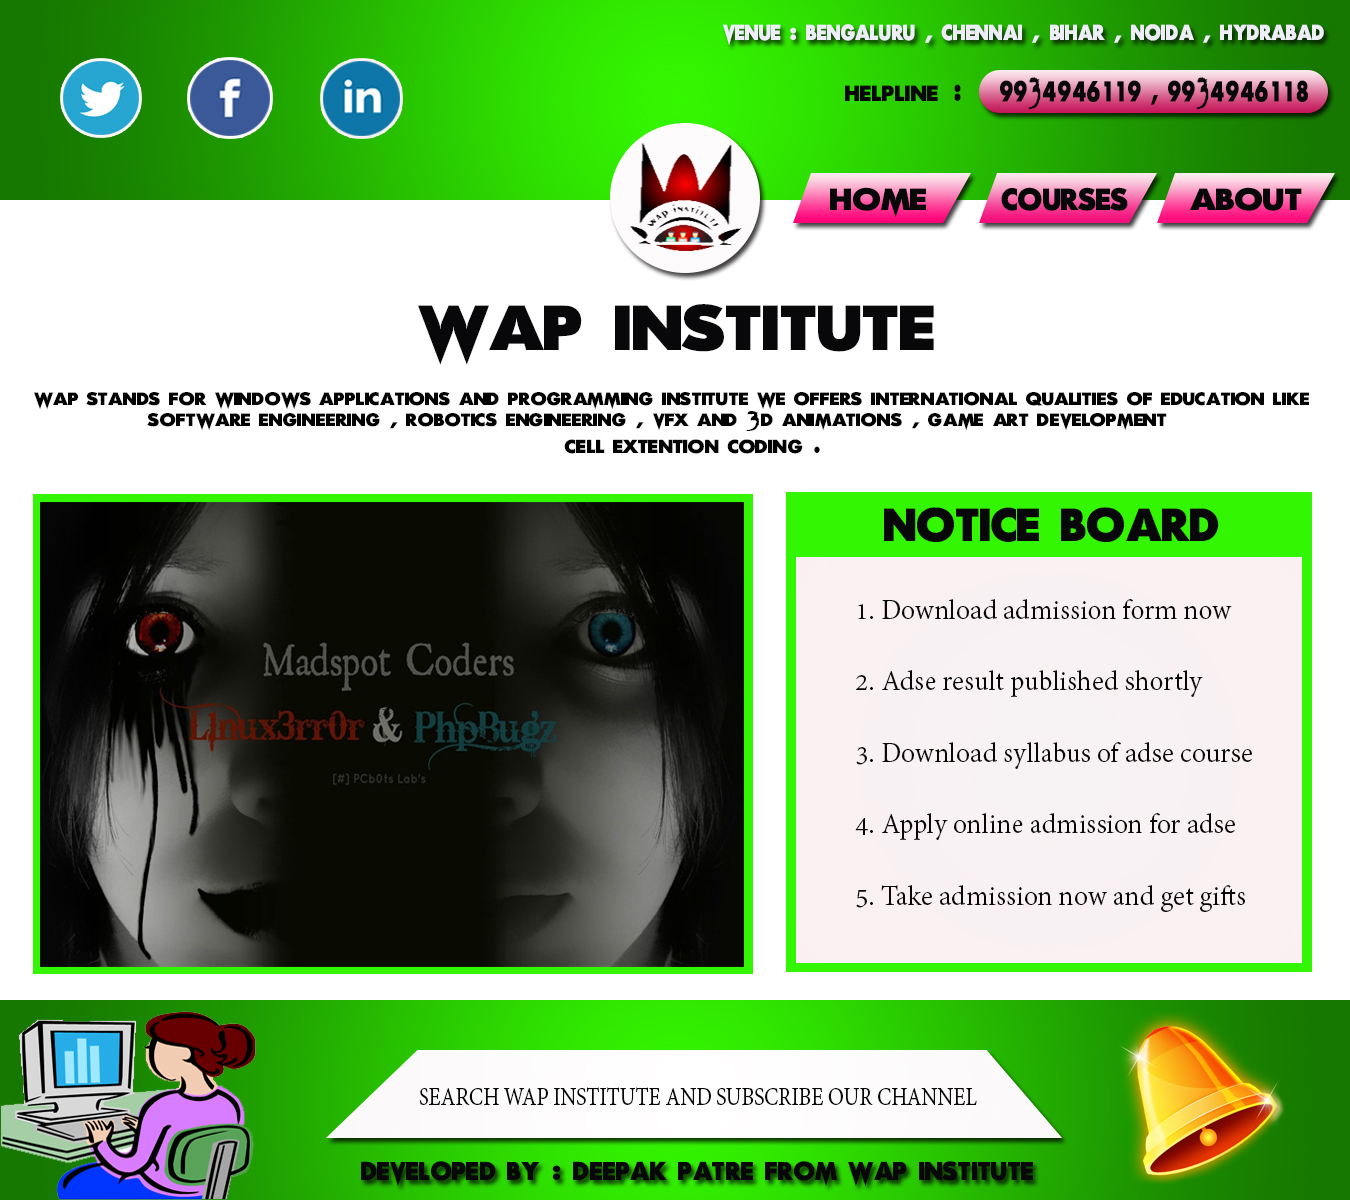 VENUE : BENGALURU , CHENNAI , BIHAR , NOIDA , HYDRABAD
HELPLINE : 9934946119 , 9934946118
WAP INSTITUTE
HOME COURSES ABOUT
WAP INSTITUTE
WAP STANDS FOR WINDOWS APPLICATIONS AND PROGRAMMING INSTITUTE WE OFFERS INTERNATIONAL QUALITIES OF EDUCATION LIKE
SOFTWARE ENGINEERING , ROBOTICS ENGINEERING , VFX AND 3D ANIMATIONS , GAME ART DEVELOPMENT
CELL EXTENTION CODING .
Madspot Coders
L1nux3rr0r & PhpBugz
[#] PCb0ts Lab's
NOTICE BOARD
1. Download admission form now
2. Adse result published shortly
3. Download syllabus of adse course
4. Apply online admission for adse
5. Take admission now and get gifts
SEARCH WAP INSTITUTE AND SUBSCRIBE OUR CHANNEL
DEVELOPED BY : DEEPAK PATRE FROM WAP INSTITUTE